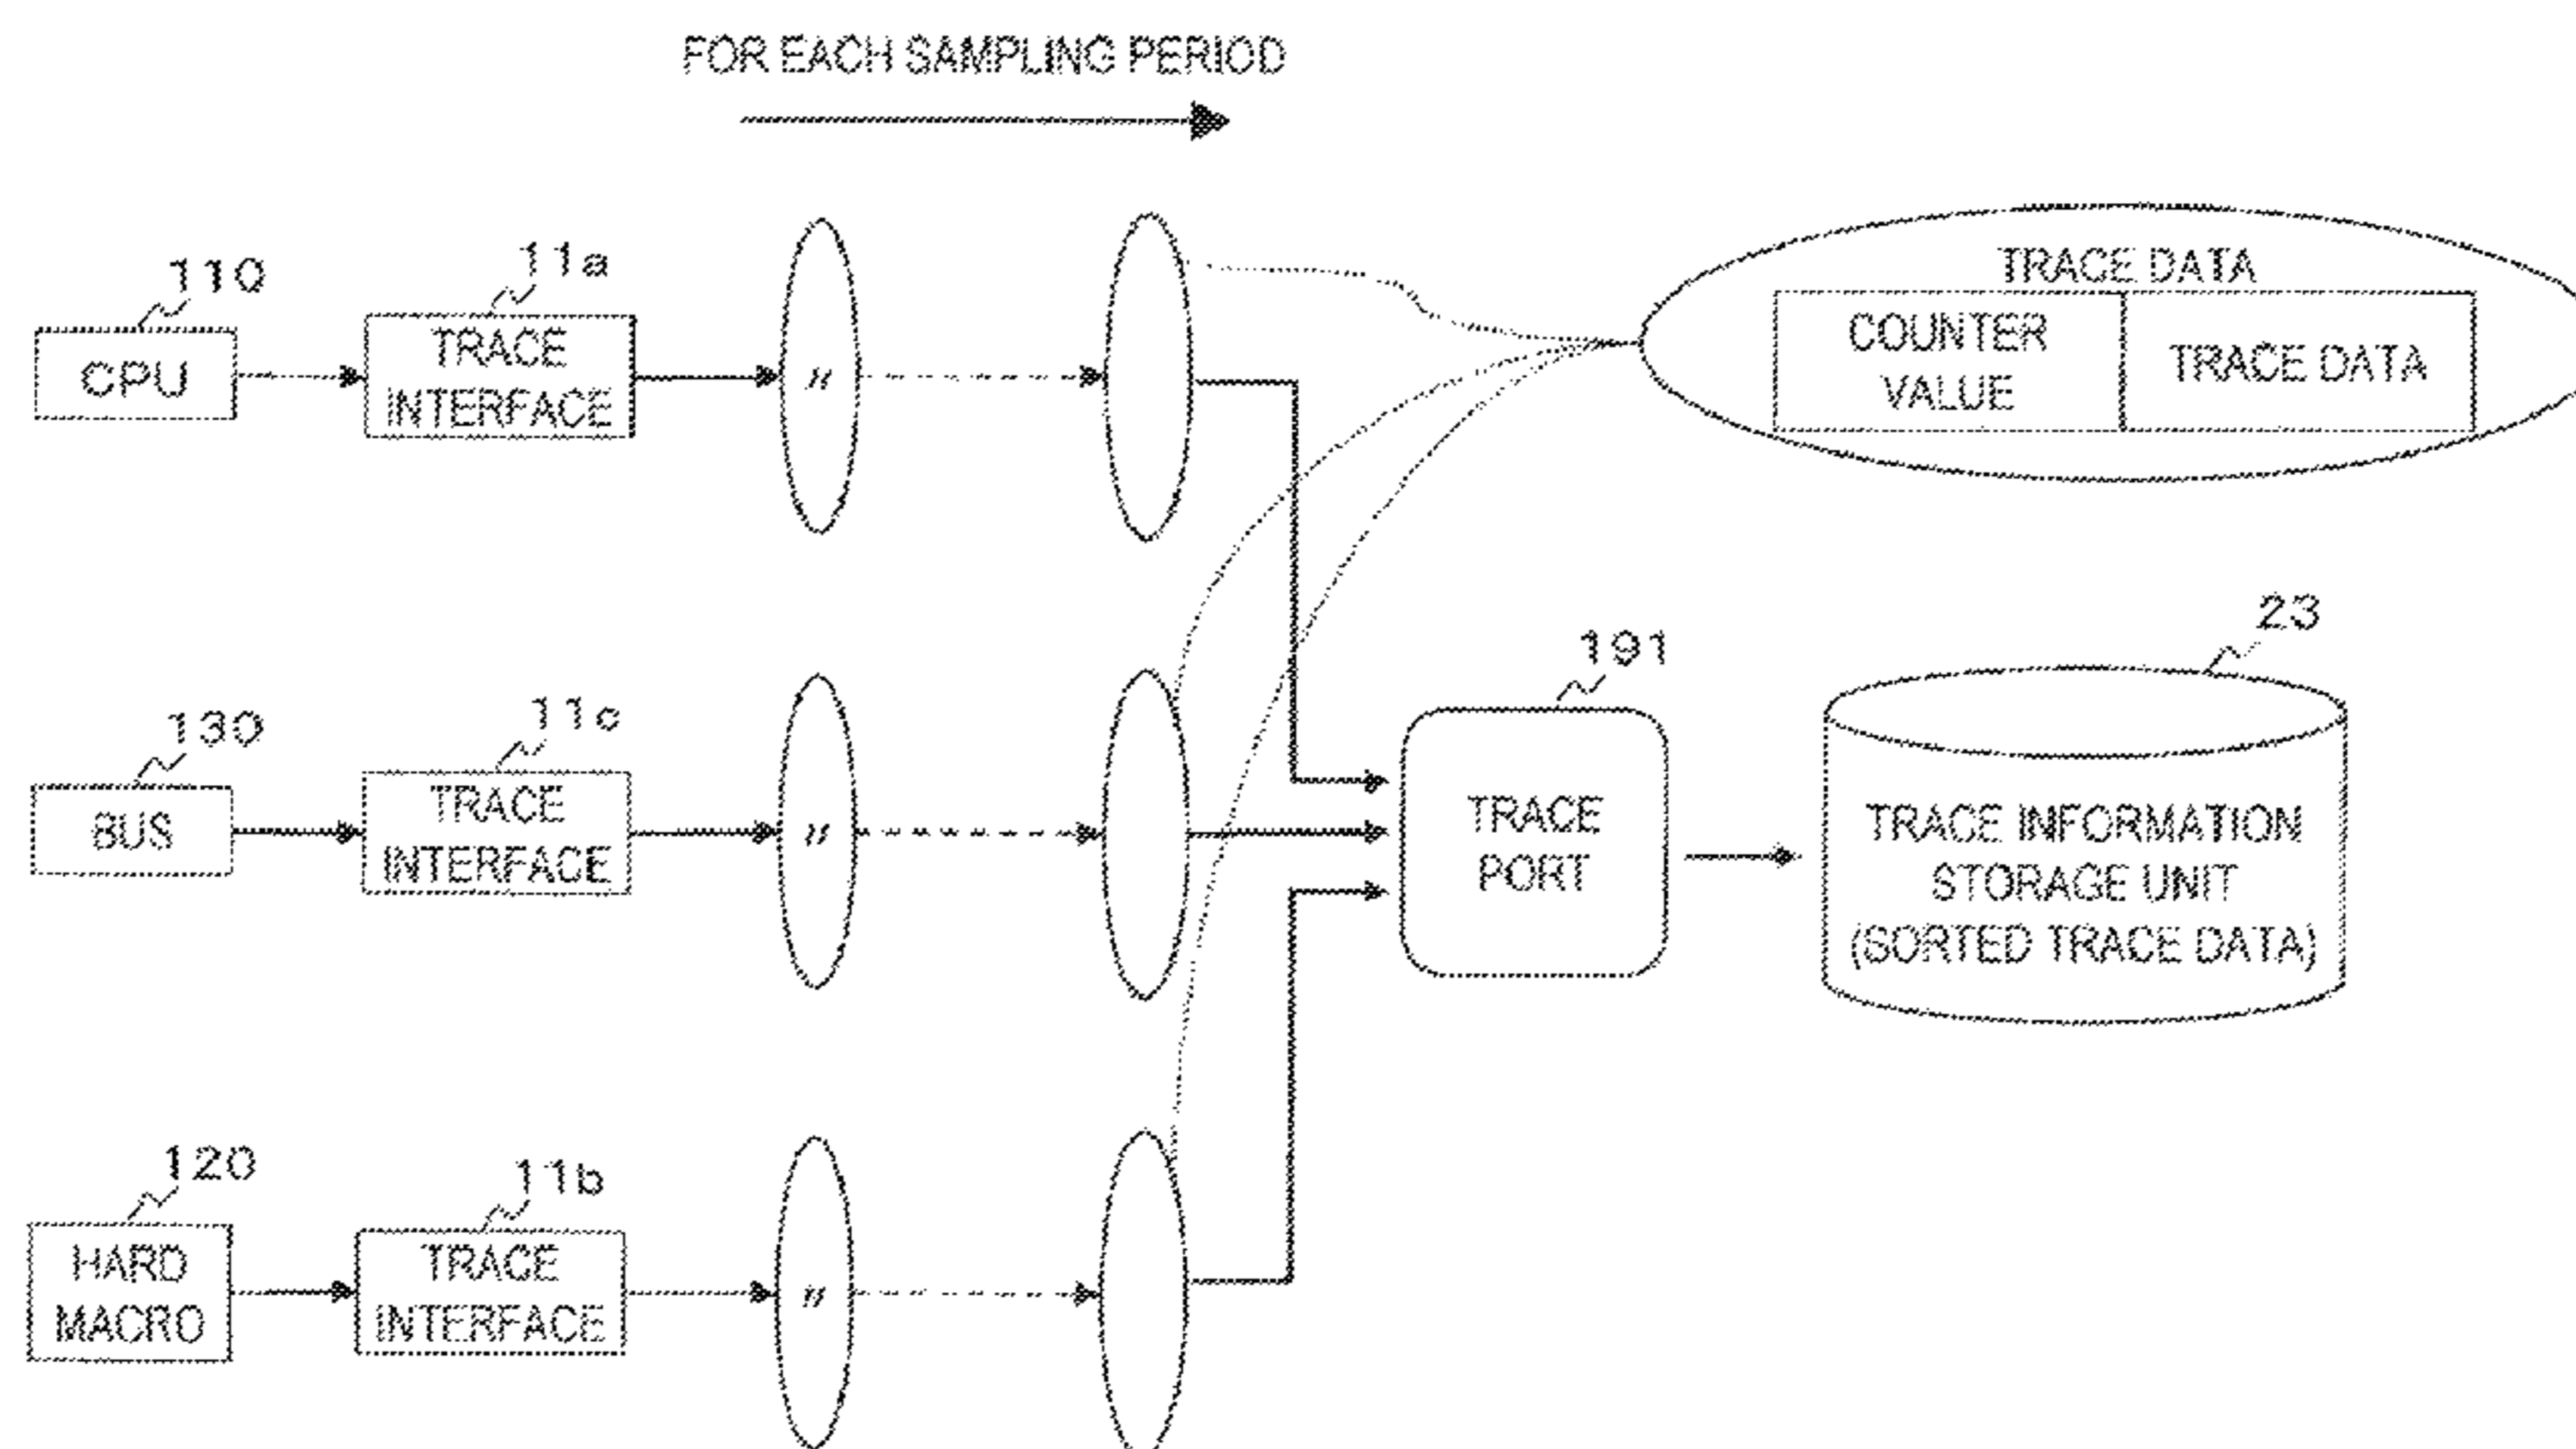 FOR EACH SAMPLING PERIOD
110
CPU
11a
TRACE
INTERFACE
〃
TRACE DATA
COUNTER
VALUE
TRACE DATA
130
BUS
11c
TRACE
INTERFACE
〃
191
TRACE
PORT
23
TRACE INFORMATION
STORAGE UNIT
(SORTED TRACE DATA)
120
HARD
MACRO
11b
TRACE
INTERFACE
〃